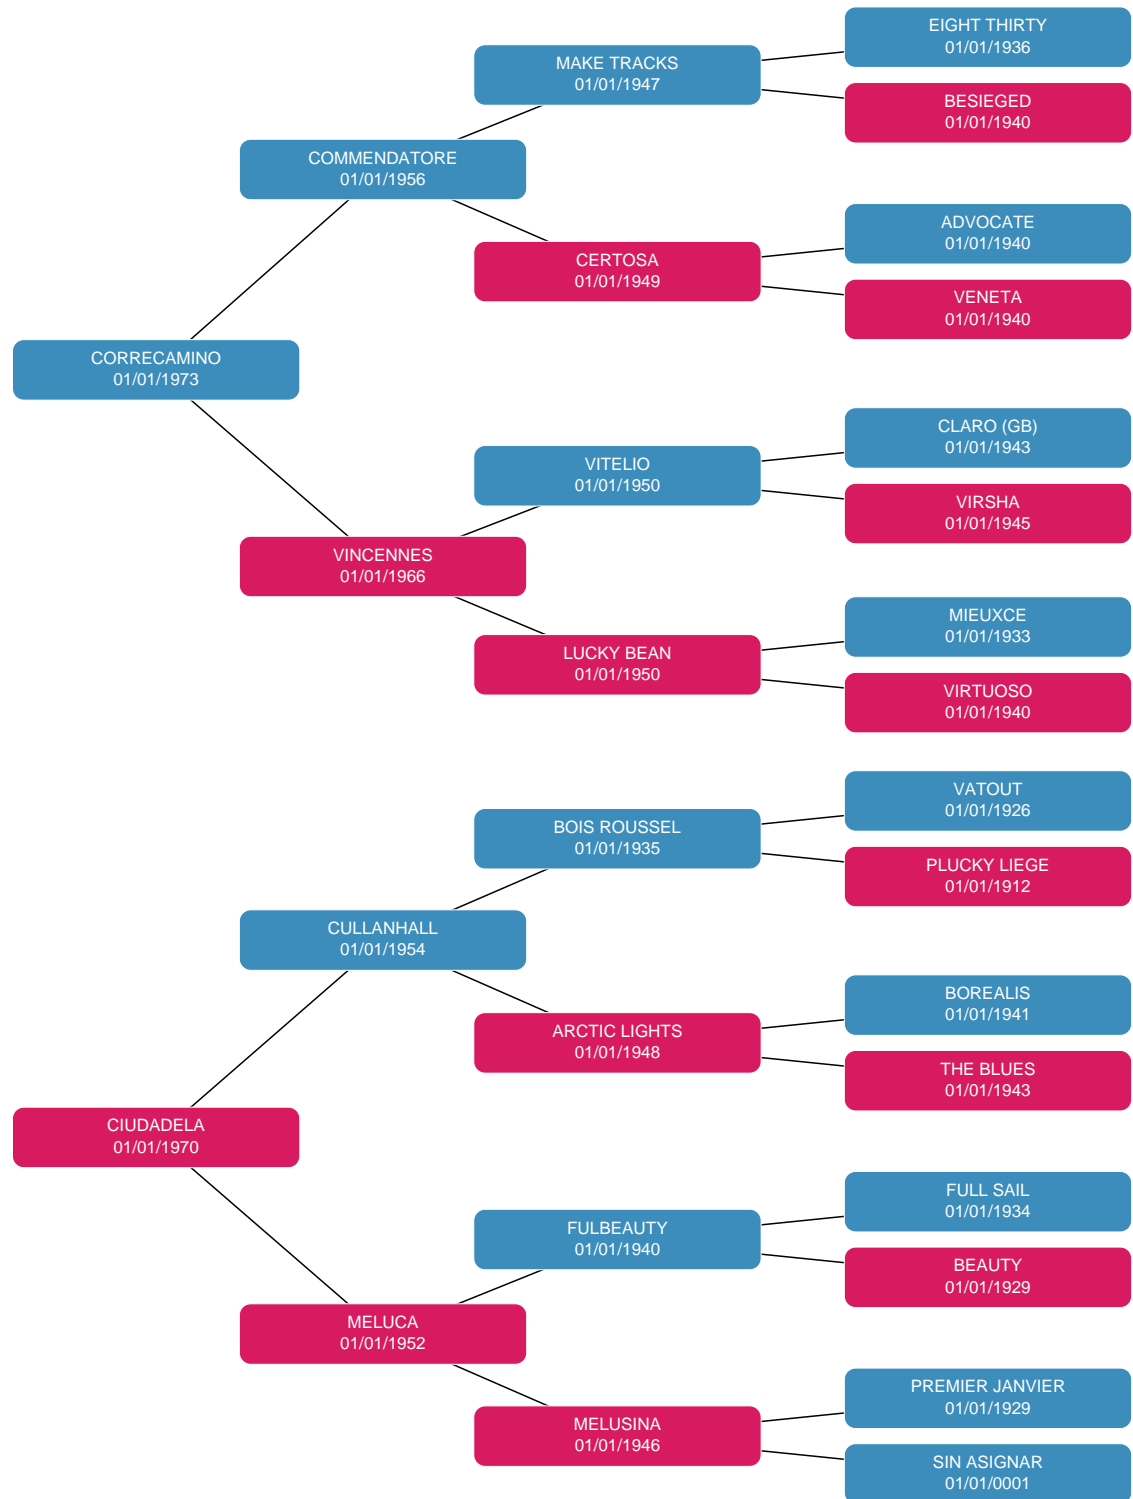 EIGHT THIRTY
01/01/1936
MAKE TRACKS
01/01/1947
BESIEGED
01/01/1940
COMMENDATORE
01/01/1956
ADVOCATE
01/01/1940
CERTOSA
01/01/1949
VENETA
01/01/1940
CORRECAMINO
01/01/1973
CLARO (GB)
01/01/1943
VITELIO
01/01/1950
VIRSHA
01/01/1945
VINCENNES
01/01/1966
MIEUXCE
01/01/1933
LUCKY BEAN
01/01/1950
VIRTUOSO
01/01/1940
VATOUT
01/01/1926
BOIS ROUSSEL
01/01/1935
PLUCKY LIEGE
01/01/1912
CULLANHALL
01/01/1954
BOREALIS
01/01/1941
ARCTIC LIGHTS
01/01/1948
THE BLUES
01/01/1943
CIUDADELA
01/01/1970
FULL SAIL
01/01/1934
FULBEAUTY
01/01/1940
BEAUTY
01/01/1929
MELUCA
01/01/1952
PREMIER JANVIER
01/01/1929
MELUSINA
01/01/1946
SIN ASIGNAR
01/01/0001